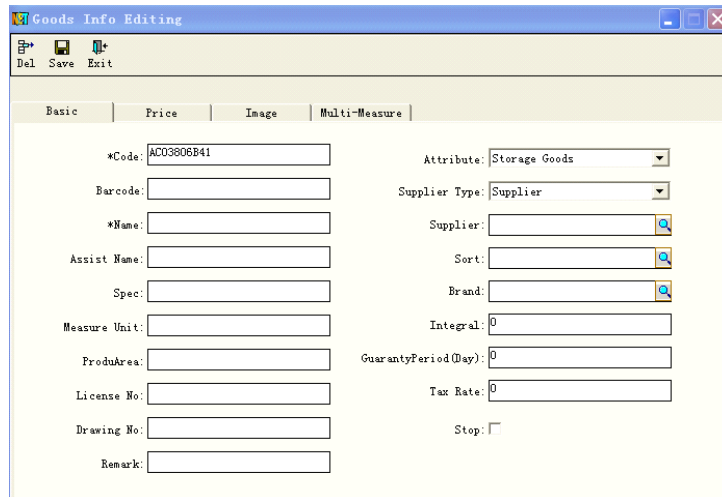 Goods Info Editing
Del Save Exit
Basic Price Image Multi-Measure
*Code: AC03806B41
Attribute: Storage Goods
Barcode:
Supplier Type: Supplier
*Name:
Supplier:
Assist Name:
Sort:
Spec:
Brand:
Measure Unit:
Integral: 0
ProduArea:
GuarantyPeriod(Day): 0
License No:
Tax Rate: 0
Drawing No:
Stop:
Remark: